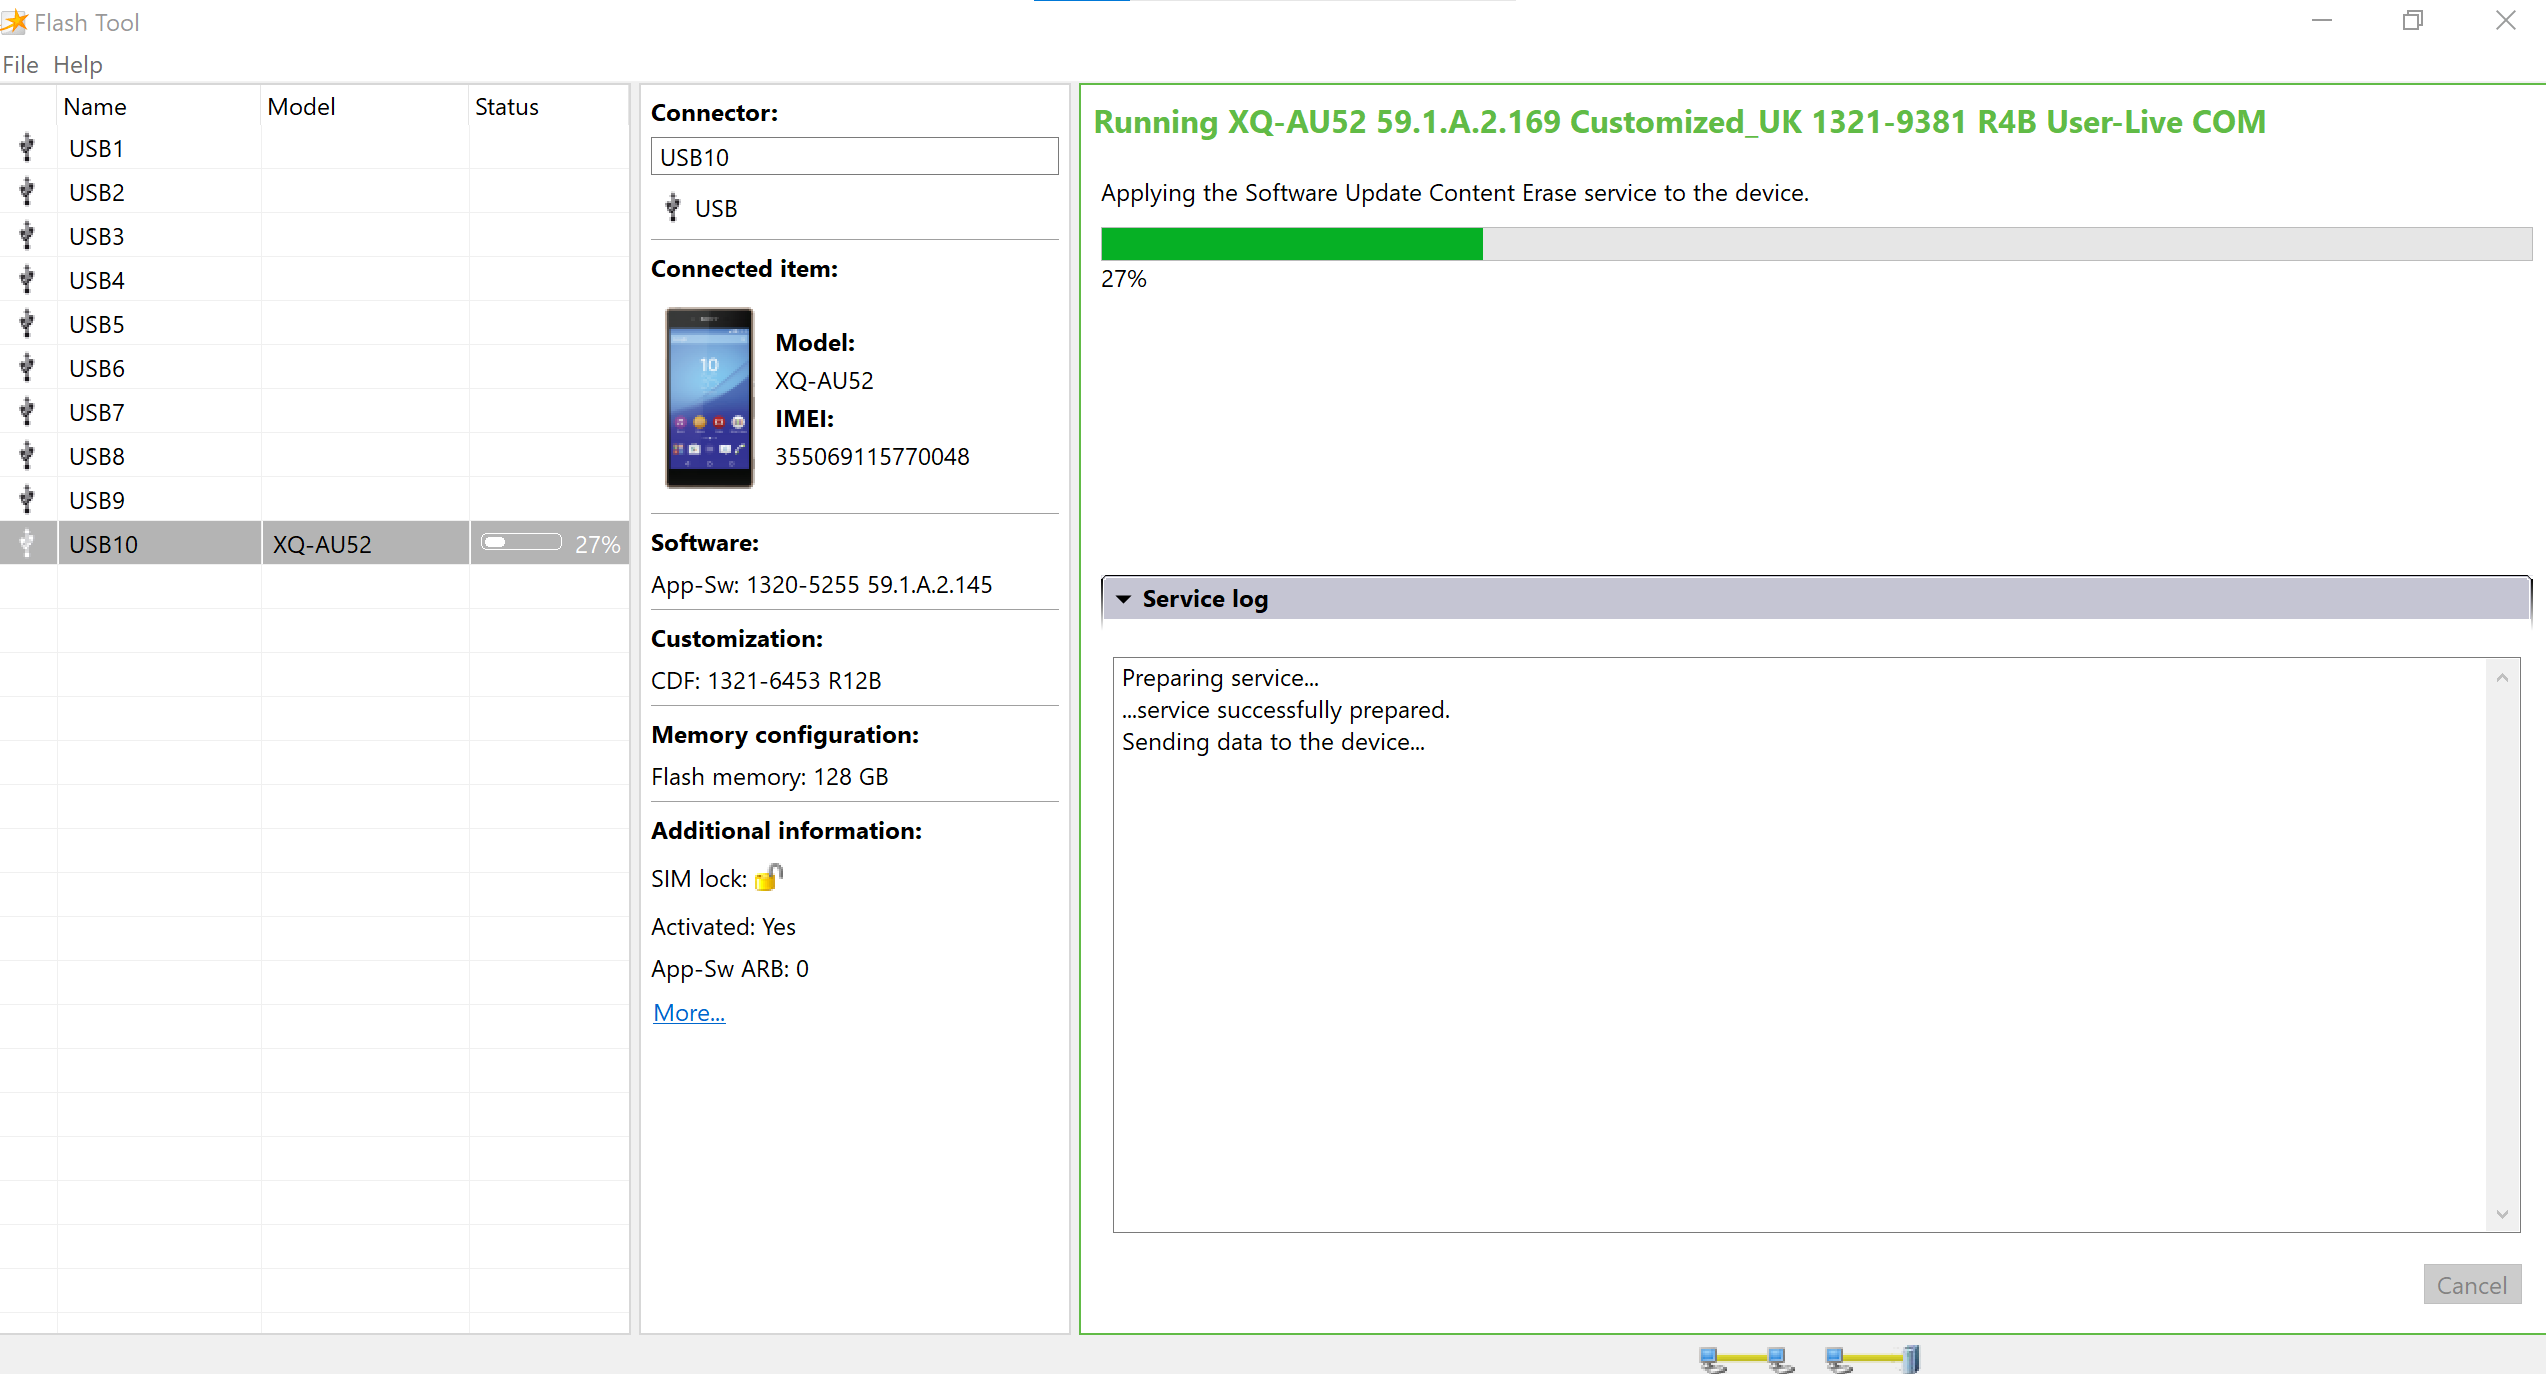 Flash Tool
File Help
Name Model Status
USB1
USB2
USB3
USB4
USB5
USB6
USB7
USB8
USB9
USB10 XQ-AU52 27%
Connector:
USB10
USB
Connected item:
SONY
10
Model:
XQ-AU52
IMEI:
355069115770048
Software:
App-Sw: 1320-5255 59.1.A.2.145
Customization:
CDF: 1321-6453 R12B
Memory configuration:
Flash memory: 128 GB
Additional information:
SIM lock:
Activated: Yes
App-Sw ARB: 0
More...
Running XQ-AU52 59.1.A.2.169 Customized_UK 1321-9381 R4B User-Live COM
Applying the Software Update Content Erase service to the device.
27%
Service log
Preparing service...
...service successfully prepared.
Sending data to the device...
Cancel